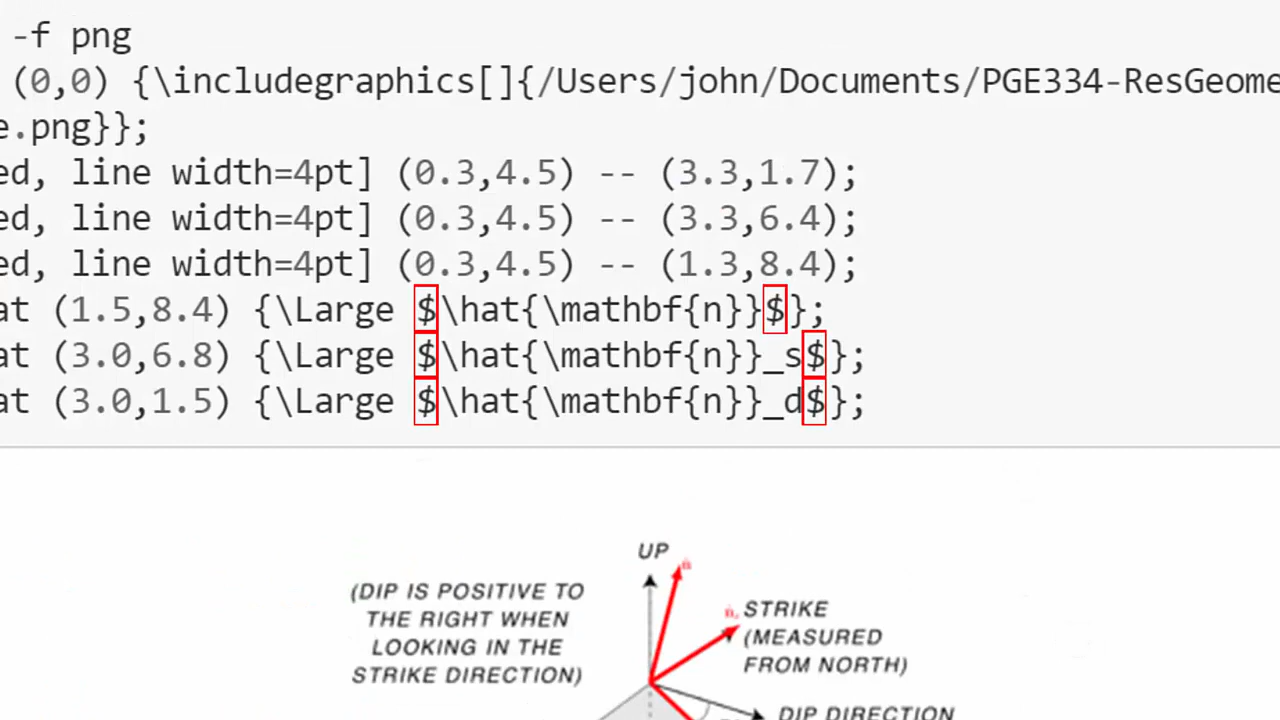 -f png
(0,0) {\includegraphics[]{/Users/john/Documents/PGE334-ResGeome
e.png}};
ed, line width=4pt] (0.3,4.5) -- (3.3,1.7);
ed, line width=4pt] (0.3,4.5) -- (3.3,6.4);
ed, line width=4pt] (0.3,4.5) -- (1.3,8.4);
at (1.5,8.4) {\Large $\hat{\mathbf{n}}$};
at (3.0,6.8) {\Large $\hat{\mathbf{n}}_s$};
at (3.0,1.5) {\Large $\hat{\mathbf{n}}_d$};
UP
(DIP IS POSITIVE TO
THE RIGHT WHEN
LOOKING IN THE
STRIKE DIRECTION)
STRIKE
(MEASURED
FROM NORTH)
DIP DIRECTION